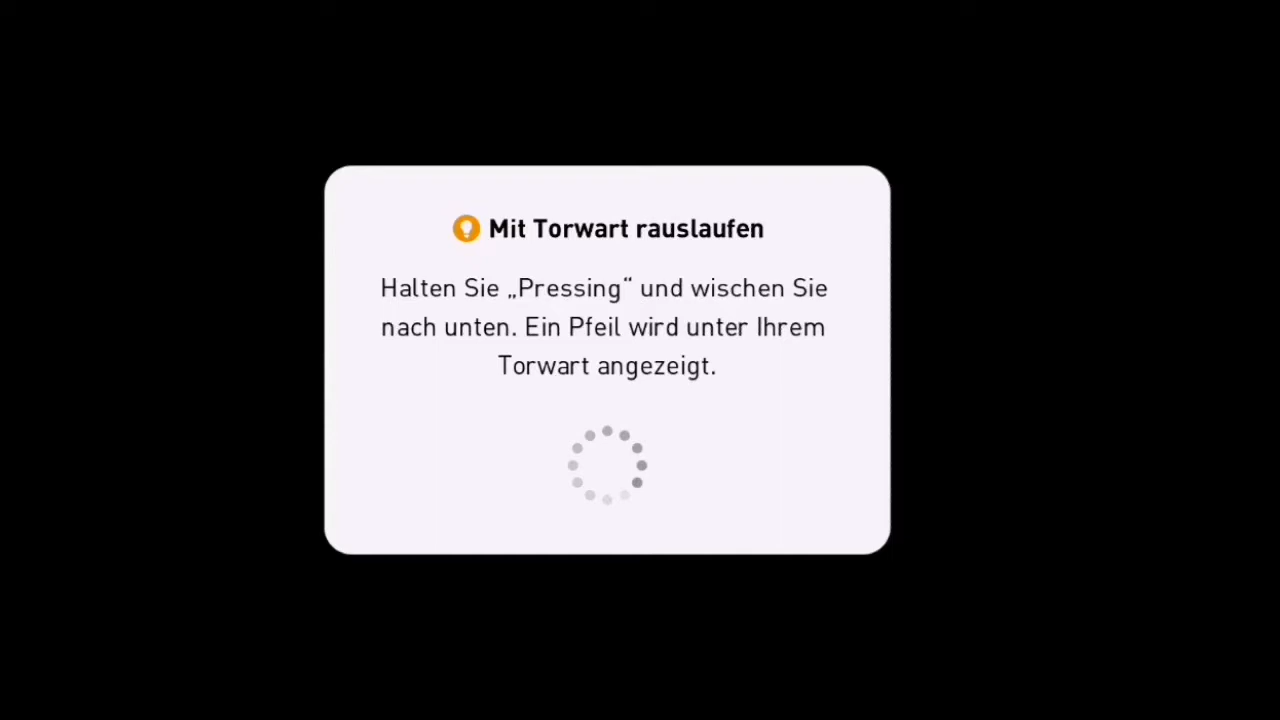 Mit Torwart rauslaufen
Halten Sie „Pressing“ und wischen Sie
nach unten. Ein Pfeil wird unter Ihrem
Torwart angezeigt.